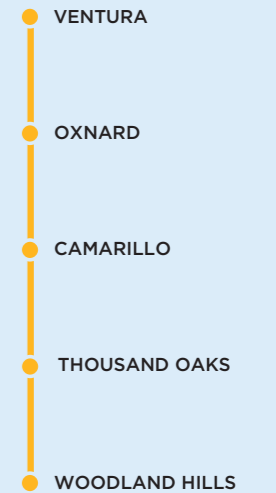 VENTURA
OXNARD
CAMARILLO
THOUSAND OAKS
WOODLAND HILLS